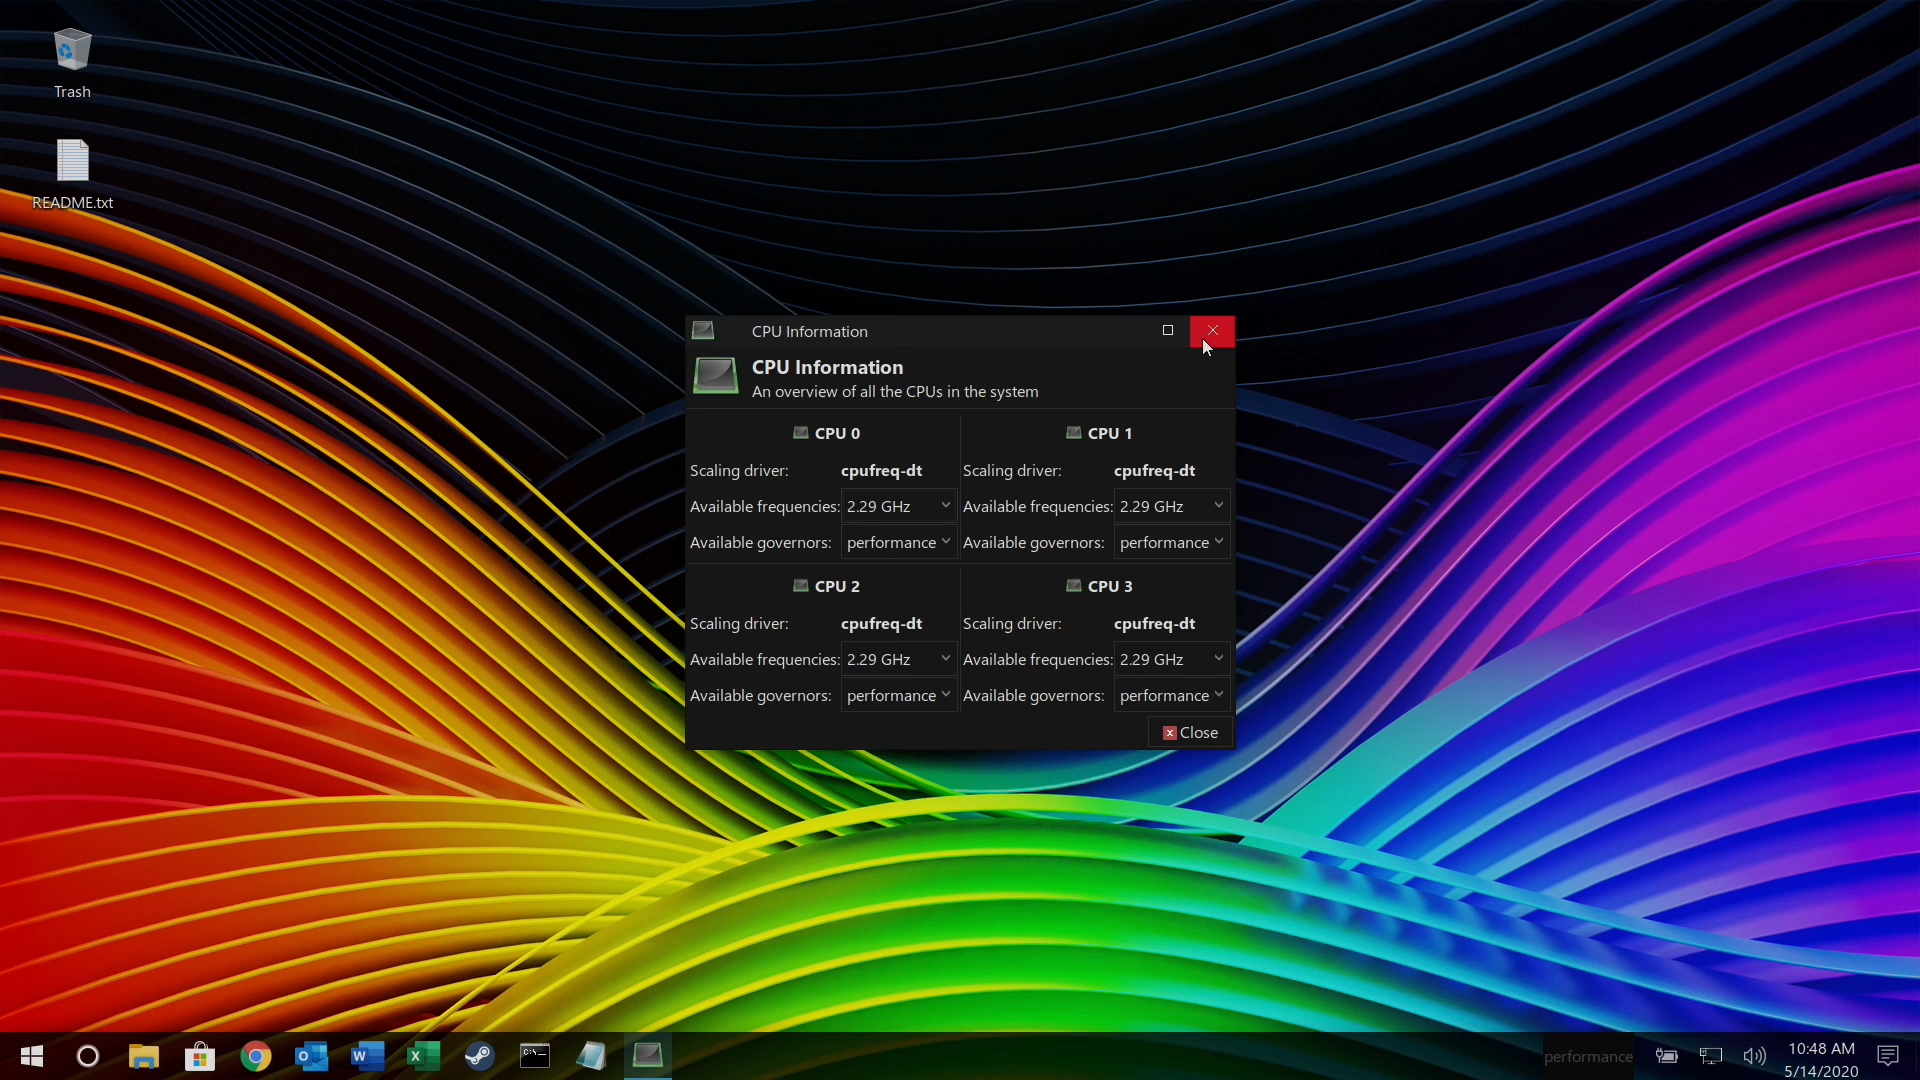 Trash
README.txt
CPU Information
CPU Information
An overview of all the CPUs in the system
CPU 0
Scaling driver: cpufreq-dt
Available frequencies: 2.29 GHz
Available governors: performance
CPU 1
Scaling driver: cpufreq-dt
Available frequencies: 2.29 GHz
Available governors: performance
CPU 2
Scaling driver: cpufreq-dt
Available frequencies: 2.29 GHz
Available governors: performance
CPU 3
Scaling driver: cpufreq-dt
Available frequencies: 2.29 GHz
Available governors: performance
x Close
O
W
X
C:\-
performance
10:48 AM
5/14/2020